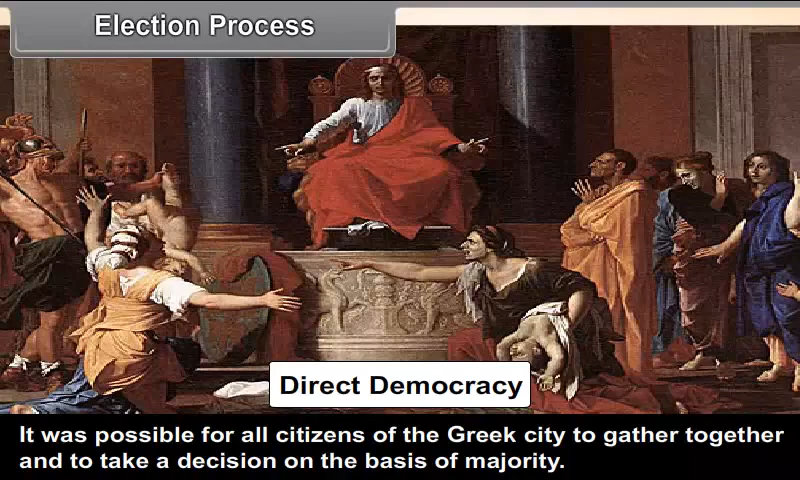 Election Process
Direct Democracy
It was possible for all citizens of the Greek city to gather together
and to take a decision on the basis of majority.